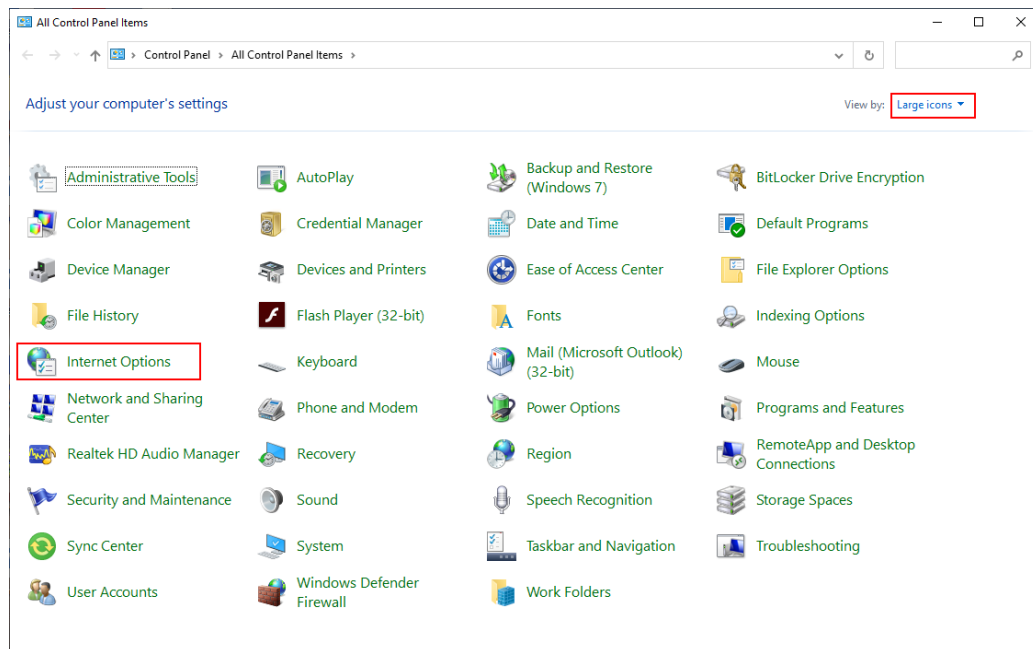 All Control Panel Items
Control Panel > All Control Panel Items >
Adjust your computer's settings
View by: Large icons
Administrative Tools
AutoPlay
Backup and Restore
(Windows 7)
BitLocker Drive Encryption
Color Management
Credential Manager
Date and Time
Default Programs
Device Manager
Devices and Printers
Ease of Access Center
File Explorer Options
File History
Flash Player (32-bit)
Fonts
Indexing Options
Internet Options
Keyboard
Mail (Microsoft Outlook)
(32-bit)
Mouse
Network and Sharing
Center
Phone and Modem
Power Options
Programs and Features
Realtek HD Audio Manager
Recovery
Region
RemoteApp and Desktop
Connections
Security and Maintenance
Sound
Speech Recognition
Storage Spaces
Sync Center
System
Taskbar and Navigation
Troubleshooting
User Accounts
Windows Defender
Firewall
Work Folders